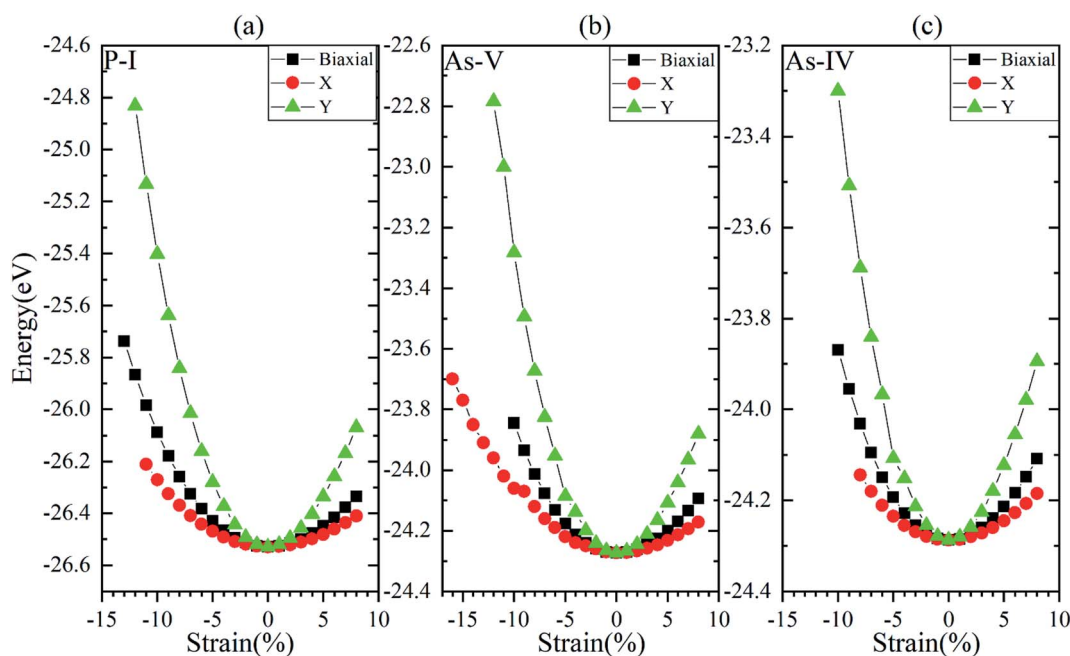 (a)
P-I
Biaxial
X
Y
-24.6
-24.8
-25.0
-25.2
-25.4
-25.6
-25.8
-26.0
-26.2
-26.4
-26.6
Energy(eV)
-15 -10 -5 0 5 10
Strain(%)
(b)
As-V
Biaxial
X
Y
-22.6
-22.8
-23.0
-23.2
-23.4
-23.6
-23.8
-24.0
-24.2
-24.4
-15 -10 -5 0 5 10
Strain(%)
(c)
As-IV
Biaxial
X
Y
-23.2
-23.4
-23.6
-23.8
-24.0
-24.2
-24.4
-15 -10 -5 0 5 10
Strain(%)